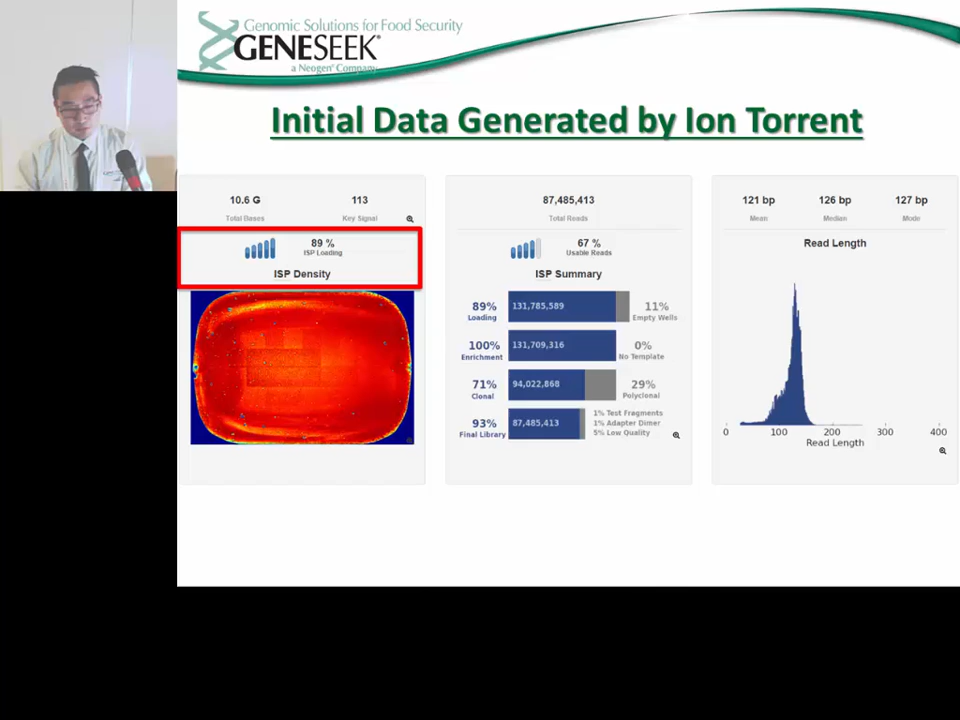 Genomic Solutions for Food Security
GENESEEK®
a Neogen® Company
Initial Data Generated by Ion Torrent
10.6 G
Total Bases
113
Key Signal
89 %
ISP Loading
ISP Density
87,485,413
Total Reads
67 %
Usable Reads
ISP Summary
89%
Loading
131,785,589
11%
Empty Wells
100%
Enrichment
131,709,316
0%
No Template
71%
Clonal
94,022,868
29%
Polyclonal
93%
Final Library
87,485,413
1% Test Fragments
1% Adapter Dimer
5% Low Quality
121 bp
Mean
126 bp
Median
127 bp
Mode
Read Length
0 100 200 300 400
Read Length